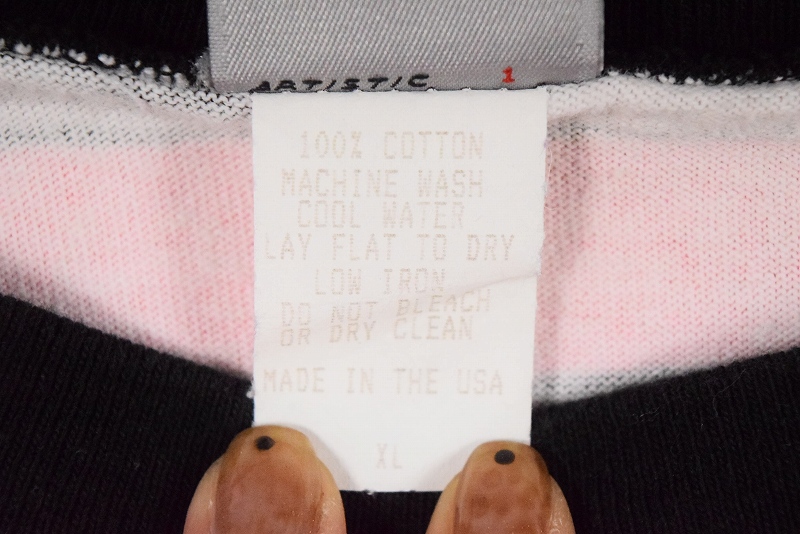 ARTISTIC 1
100% COTTON
MACHINE WASH
COOL WATER
LAY FLAT TO DRY
LOW IRON
DO NOT BLEACH
OR DRY CLEAN
MADE IN THE USA
XL